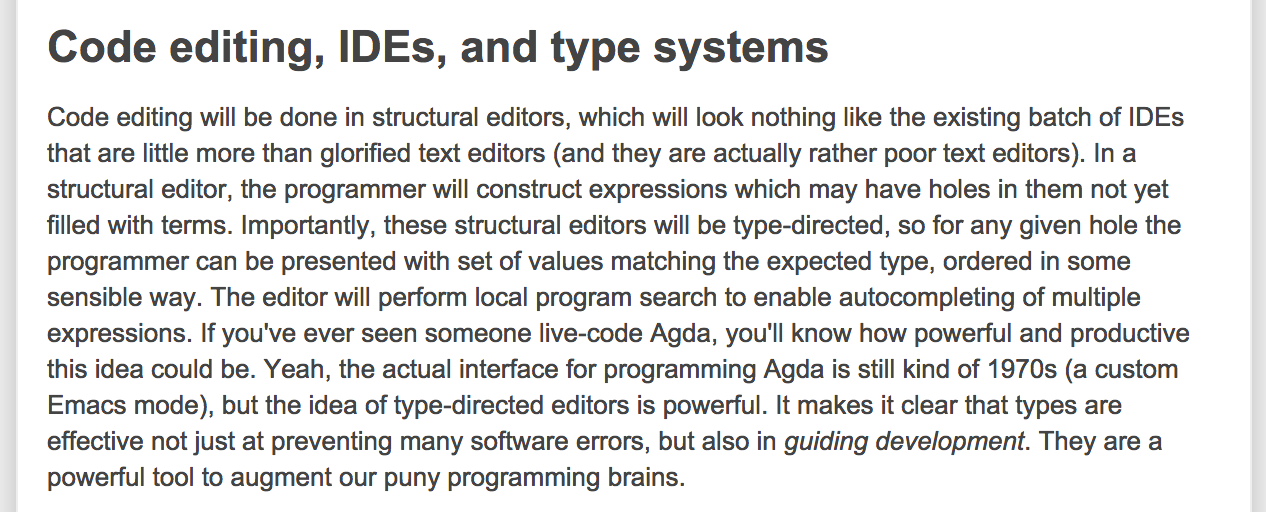 Code editing, IDEs, and type systems
Code editing will be done in structural editors, which will look nothing like the existing batch of IDEs
that are little more than glorified text editors (and they are actually rather poor text editors). In a
structural editor, the programmer will construct expressions which may have holes in them not yet
filled with terms. Importantly, these structural editors will be type-directed, so for any given hole the
programmer can be presented with set of values matching the expected type, ordered in some
sensible way. The editor will perform local program search to enable autocompleting of multiple
expressions. If you've ever seen someone live-code Agda, you'll know how powerful and productive
this idea could be. Yeah, the actual interface for programming Agda is still kind of 1970s (a custom
Emacs mode), but the idea of type-directed editors is powerful. It makes it clear that types are
effective not just at preventing many software errors, but also in guiding development. They are a
powerful tool to augment our puny programming brains.